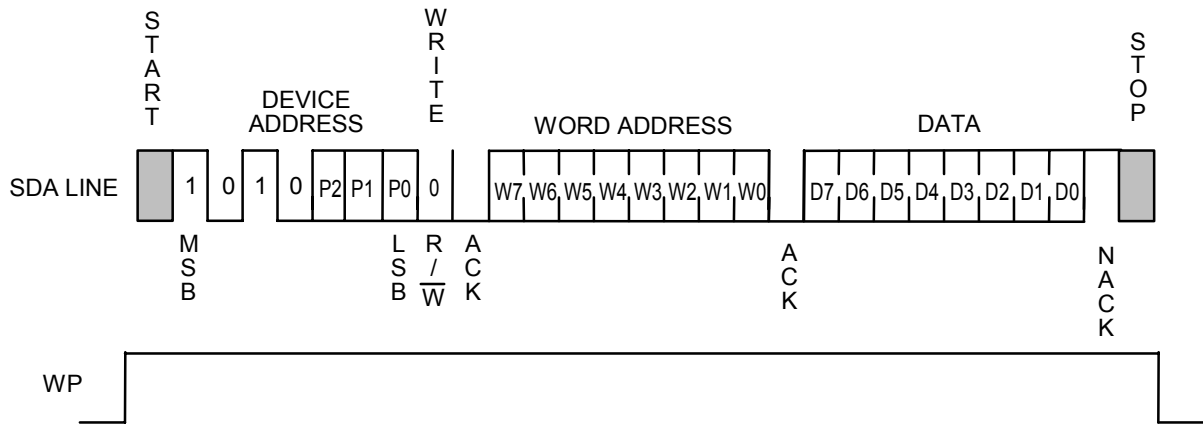 START
WRITE
STOP
DEVICE
ADDRESS
WORD ADDRESS
DATA
SDA LINE
1 0 1 0 P2 P1 P0 0 W7 W6 W5 W4 W3 W2 W1 W0 D7 D6 D5 D4 D3 D2 D1 D0
MSB
LSB
R/W
ACK
ACK
NACK
WP